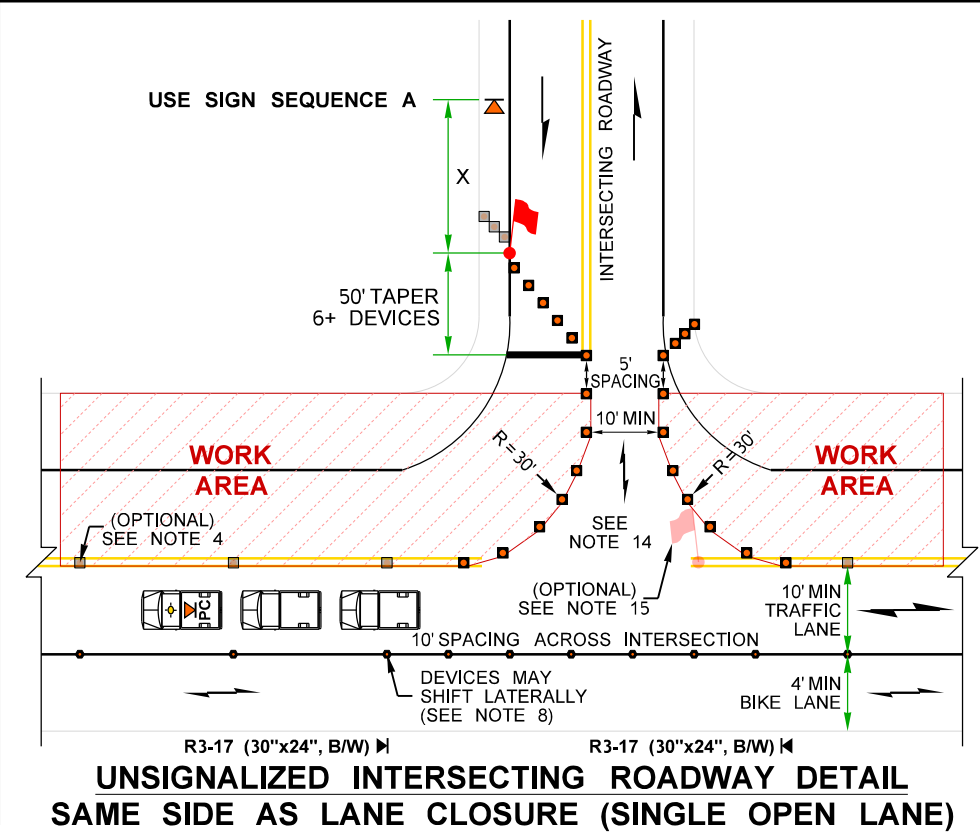 USE SIGN SEQUENCE A
X
INTERSECTING ROADWAY
50' TAPER
6+ DEVICES
5'
SPACING
10' MIN
WORK
AREA
R = 30'
R = 30'
WORK
AREA
(OPTIONAL)
SEE NOTE 4
SEE
NOTE 14
(OPTIONAL)
SEE NOTE 15
10' MIN
TRAFFIC
LANE
PC
10' SPACING ACROSS INTERSECTION
DEVICES MAY
SHIFT LATERALLY
(SEE NOTE 8)
4' MIN
BIKE LANE
R3-17 (30"x24", B/W)
R3-17 (30"x24", B/W)
UNSIGNALIZED INTERSECTING ROADWAY DETAIL
SAME SIDE AS LANE CLOSURE (SINGLE OPEN LANE)